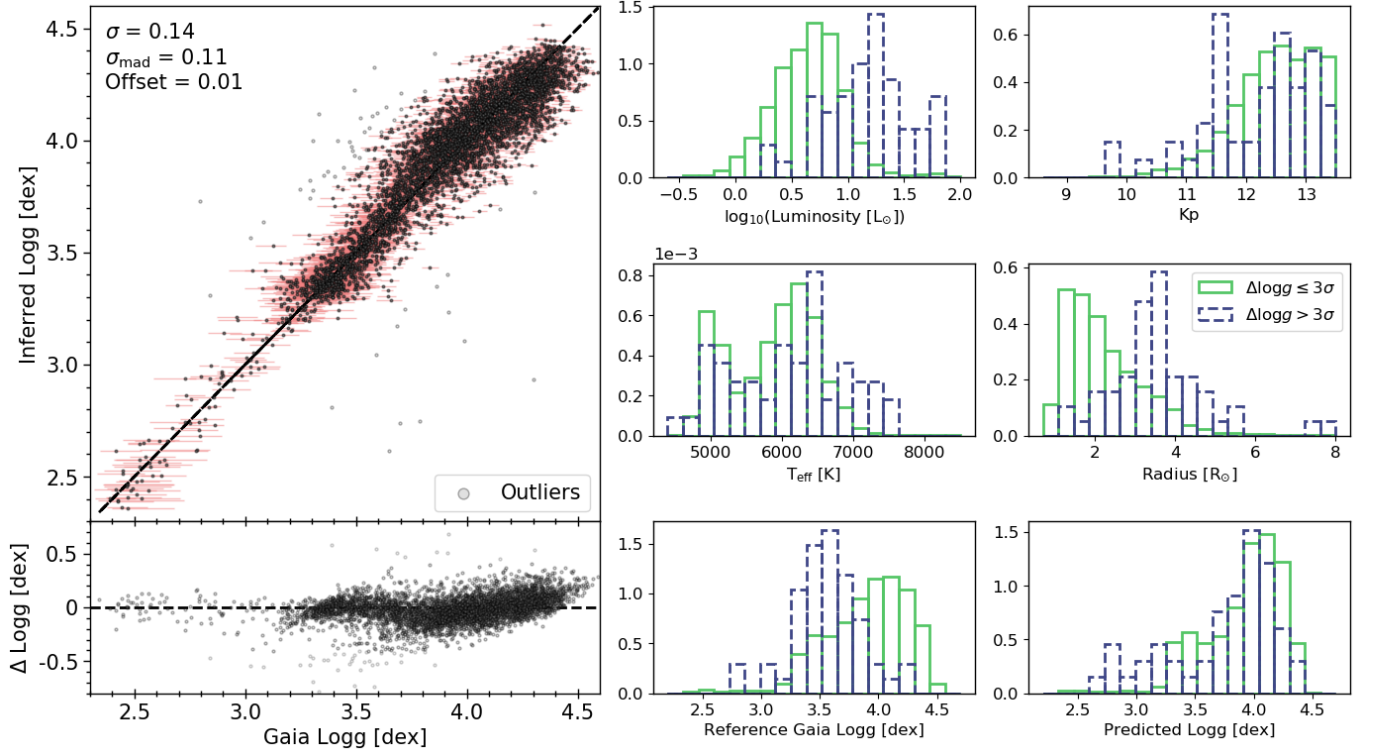 σ = 0.14
σmad = 0.11
Offset = 0.01
4.5
4.0
3.5
3.0
2.5
Inferred Logg [dex]
Outliers
0.5
0
-0.5
Δ Logg [dex]
2.5 3.0 3.5 4.0 4.5
Gaia Logg [dex]
1.5
1.0
0.5
0.0
−0.5 0.0 0.5 1.0 1.5 2.0
log10(Luminosity [L⊙])
0.6
0.4
0.2
0.0
9 10 11 12 13
Kp
1e−3
0.8
0.6
0.4
0.2
0.0
5000 6000 7000 8000
Teff [K]
0.6
0.4
0.2
0.0
Δlogg ≤ 3σ
Δlogg > 3σ
2 4 6 8
Radius [R⊙]
1.5
1.0
0.5
0.0
2.5 3.0 3.5 4.0 4.5
Reference Gaia Logg [dex]
1.5
1.0
0.5
0.0
2.5 3.0 3.5 4.0 4.5
Predicted Logg [dex]